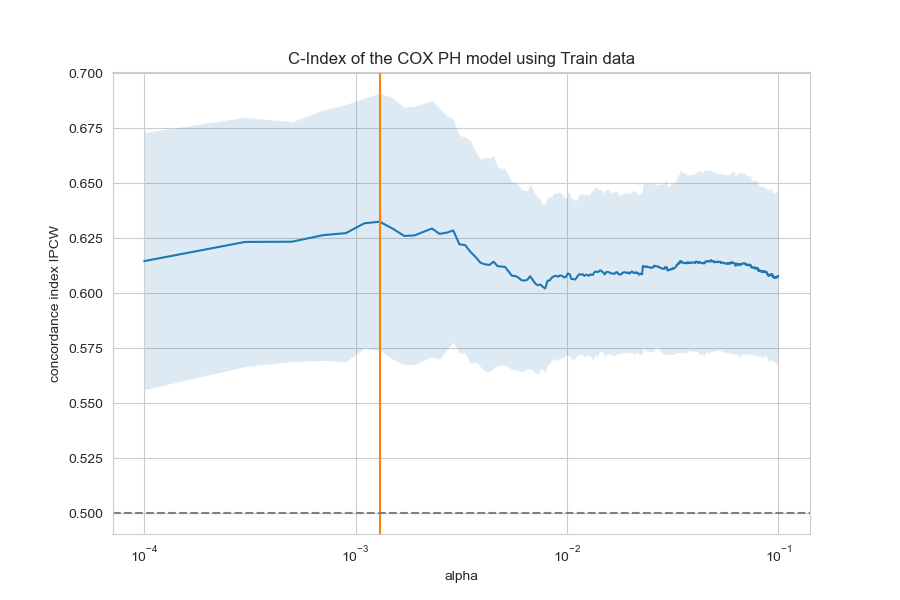 C-Index of the COX PH model using Train data
concordance index IPCW
0.700
0.675
0.650
0.625
0.600
0.575
0.550
0.525
0.500
10⁻⁴ 10⁻³ 10⁻² 10⁻¹
alpha